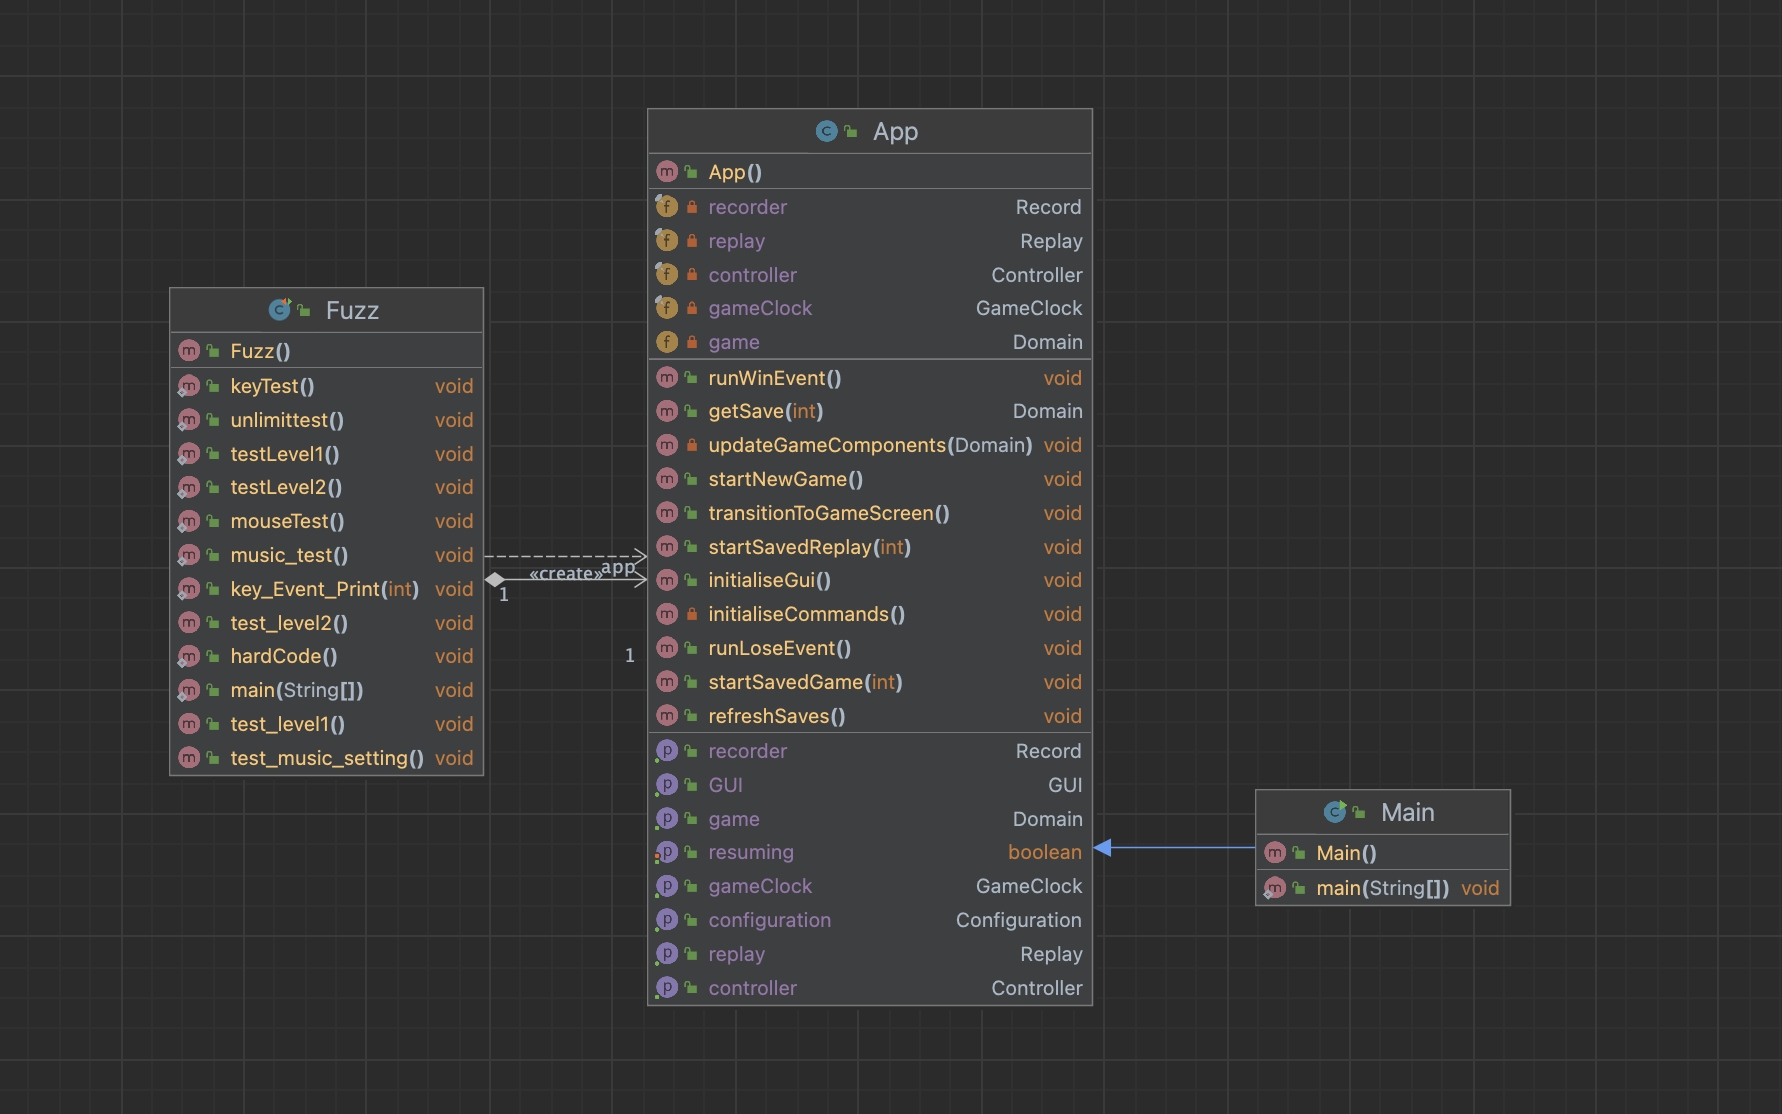 Fuzz
Fuzz()
keyTest() void
unlimittest() void
testLevel1() void
testLevel2() void
mouseTest() void
music_test() void
key_Event_Print(int) void
test_level2() void
hardCode() void
main(String[]) void
test_level1() void
test_music_setting() void
«create»
app
1
1
App
App()
recorder Record
replay Replay
controller Controller
gameClock GameClock
game Domain
runWinEvent() void
getSave(int) Domain
updateGameComponents(Domain) void
startNewGame() void
transitionToGameScreen() void
startSavedReplay(int) void
initialiseGui() void
initialiseCommands() void
runLoseEvent() void
startSavedGame(int) void
refreshSaves() void
recorder Record
GUI GUI
game Domain
resuming boolean
gameClock GameClock
configuration Configuration
replay Replay
controller Controller
Main
Main()
main(String[]) void